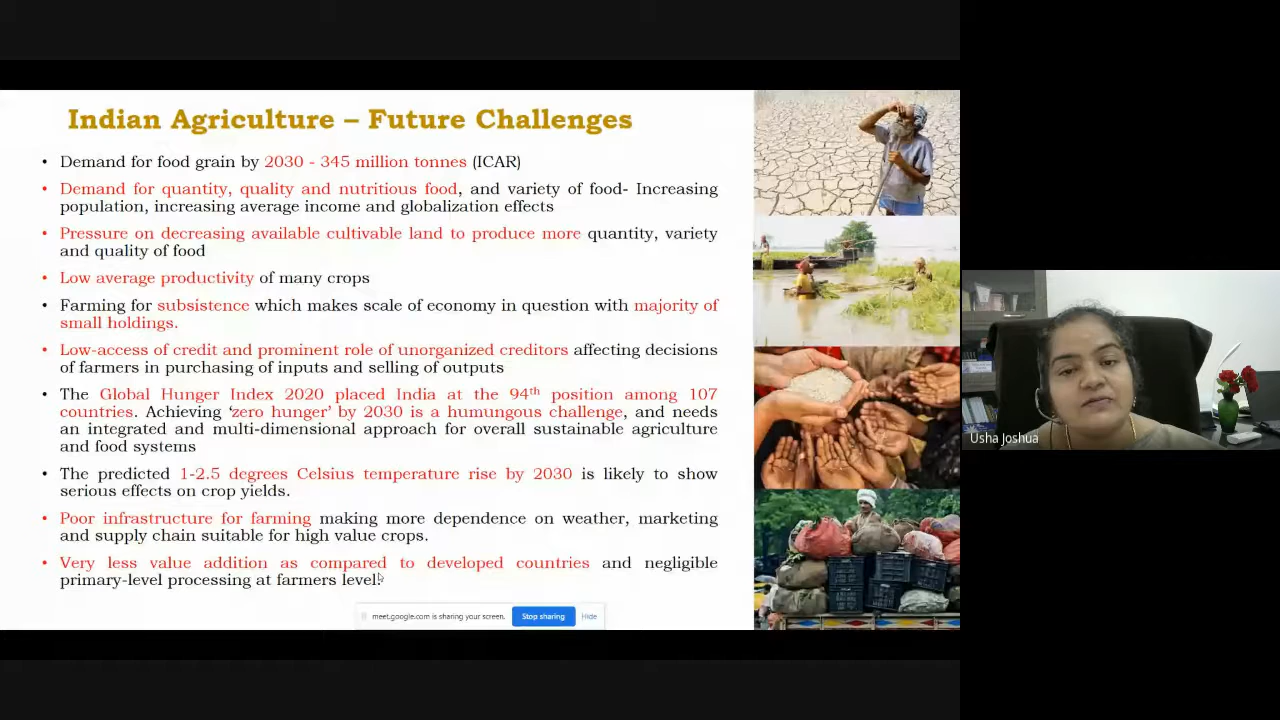 Indian Agriculture – Future Challenges
• Demand for food grain by 2030 - 345 million tonnes (ICAR)
• Demand for quantity, quality and nutritious food, and variety of food- Increasing
population, increasing average income and globalization effects
• Pressure on decreasing available cultivable land to produce more quantity, variety
and quality of food
• Low average productivity of many crops
• Farming for subsistence which makes scale of economy in question with majority of
small holdings.
• Low-access of credit and prominent role of unorganized creditors affecting decisions
of farmers in purchasing of inputs and selling of outputs
• The Global Hunger Index 2020 placed India at the 94th position among 107
countries. Achieving ‘zero hunger’ by 2030 is a humungous challenge, and needs
an integrated and multi-dimensional approach for overall sustainable agriculture
and food systems
• The predicted 1-2.5 degrees Celsius temperature rise by 2030 is likely to show
serious effects on crop yields.
• Poor infrastructure for farming making more dependence on weather, marketing
and supply chain suitable for high value crops.
• Very less value addition as compared to developed countries and negligible
primary-level processing at farmers level.
meet.google.com is sharing your screen. Stop sharing Hide
Usha Joshua